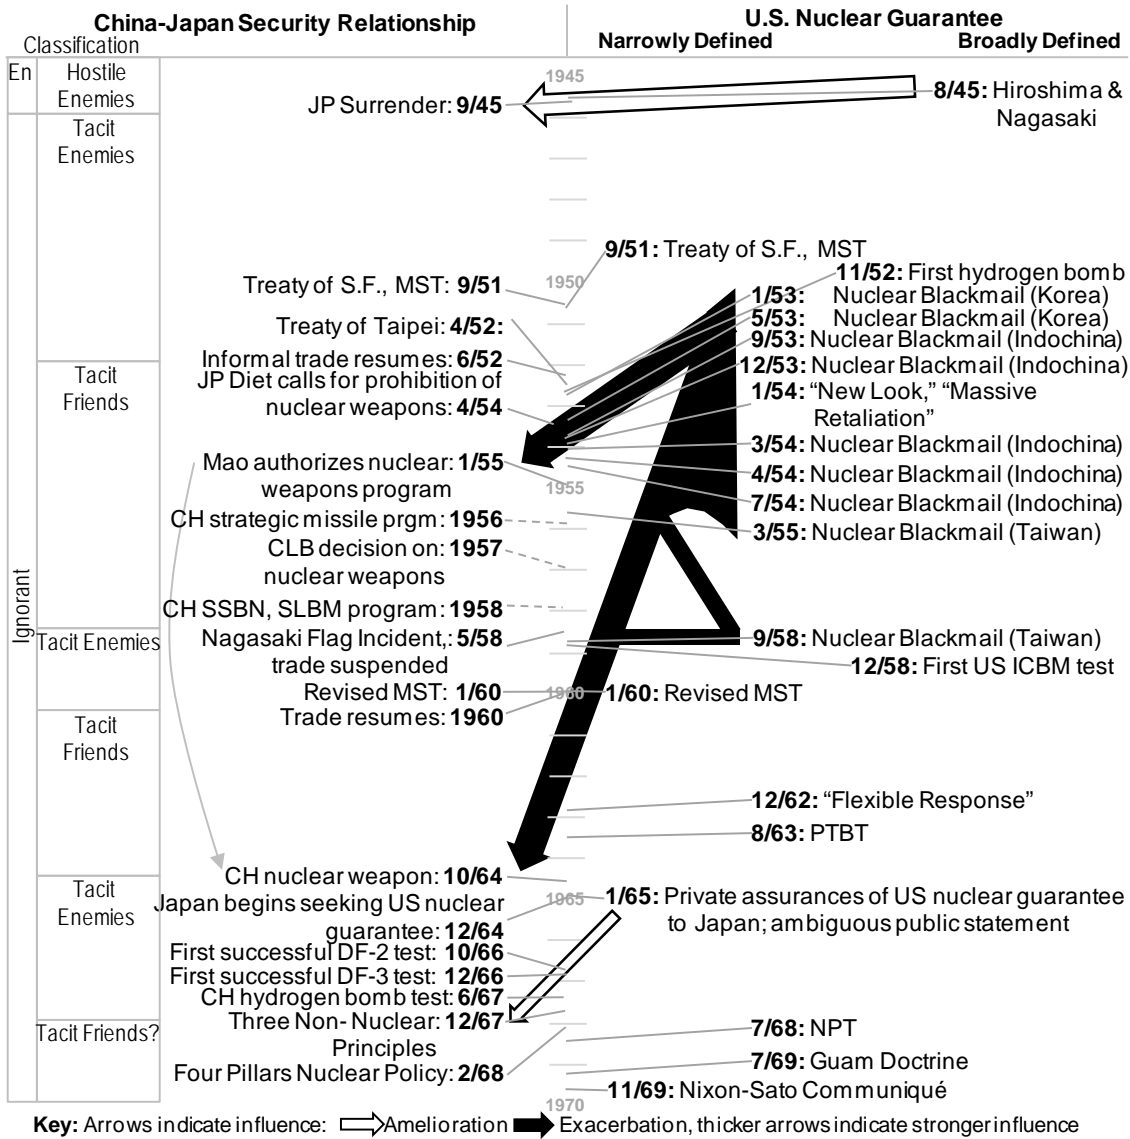 China-Japan Security Relationship
U.S. Nuclear Guarantee
Narrowly Defined
Broadly Defined
Classification
En
Hostile
Enemies
Tacit
Enemies
Tacit
Friends
Ignorant
Tacit Enemies
Tacit
Friends
Tacit
Enemies
Tacit Friends?
JP Surrender: 9/45
Treaty of S.F., MST: 9/51
Treaty of Taipei: 4/52:
Informal trade resumes: 6/52
JP Diet calls for prohibition of
nuclear weapons: 4/54
Mao authorizes nuclear: 1/55
weapons program
CH strategic missile prgm: 1956
CLB decision on: 1957
nuclear weapons
CH SSBN, SLBM program: 1958
Nagasaki Flag Incident,: 5/58
trade suspended
Revised MST: 1/60
Trade resumes: 1960
CH nuclear weapon: 10/64
Japan begins seeking US nuclear
guarantee: 12/64
First successful DF-2 test: 10/66
First successful DF-3 test: 12/66
CH hydrogen bomb test: 6/67
Three Non-Nuclear: 12/67
Principles
Four Pillars Nuclear Policy: 2/68
1945
1950
1955
1960
1965
1970
8/45: Hiroshima &
Nagasaki
9/51: Treaty of S.F., MST
11/52: First hydrogen bomb
1/53: Nuclear Blackmail (Korea)
5/53: Nuclear Blackmail (Korea)
9/53: Nuclear Blackmail (Indochina)
12/53: Nuclear Blackmail (Indochina)
1/54: “New Look,” “Massive
Retaliation”
3/54: Nuclear Blackmail (Indochina)
4/54: Nuclear Blackmail (Indochina)
7/54: Nuclear Blackmail (Indochina)
3/55: Nuclear Blackmail (Taiwan)
9/58: Nuclear Blackmail (Taiwan)
12/58: First US ICBM test
1/60: Revised MST
12/62: “Flexible Response”
8/63: PTBT
1/65: Private assurances of US nuclear guarantee
to Japan; ambiguous public statement
7/68: NPT
7/69: Guam Doctrine
11/69: Nixon-Sato Communiqué
Key: Arrows indicate influence: Amelioration Exacerbation, thicker arrows indicate stronger influence